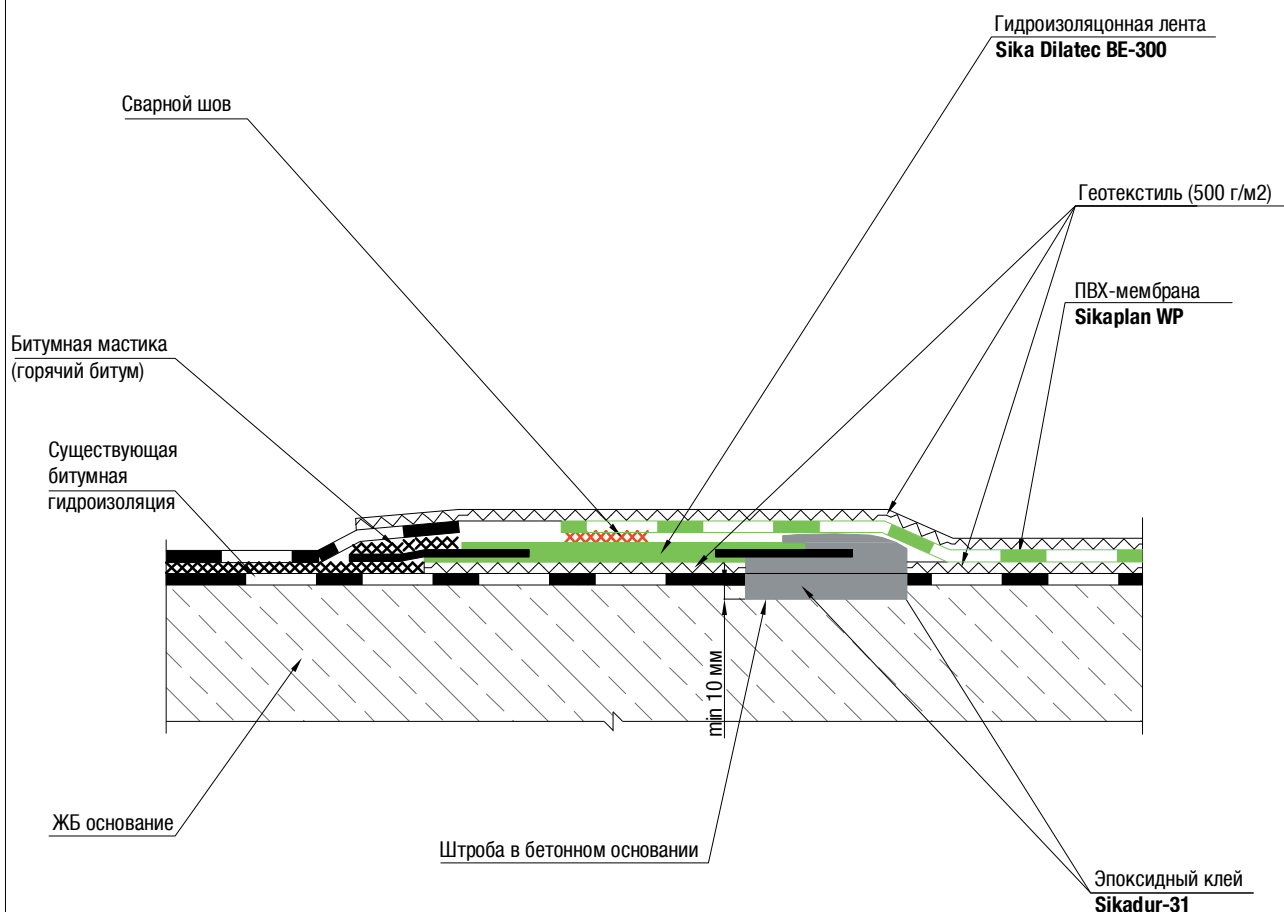 Гидроизоляцонная лента
Sika Dilatec BE-300
Сварной шов
Геотекстиль (500 г/м2)
ПВХ-мембрана
Sikaplan WP
Битумная мастика
(горячий битум)
Существующая
битумная
гидроизоляция
min 10 мм
ЖБ основание
Штроба в бетонном основании
Эпоксидный клей
Sikadur-31